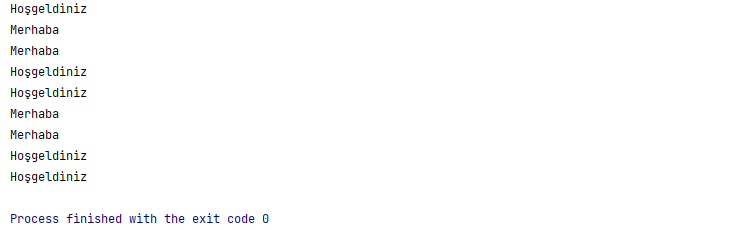 Hoşgeldiniz
Merhaba
Merhaba
Hoşgeldiniz
Hoşgeldiniz
Merhaba
Merhaba
Hoşgeldiniz
Hoşgeldiniz
Process finished with the exit code 0